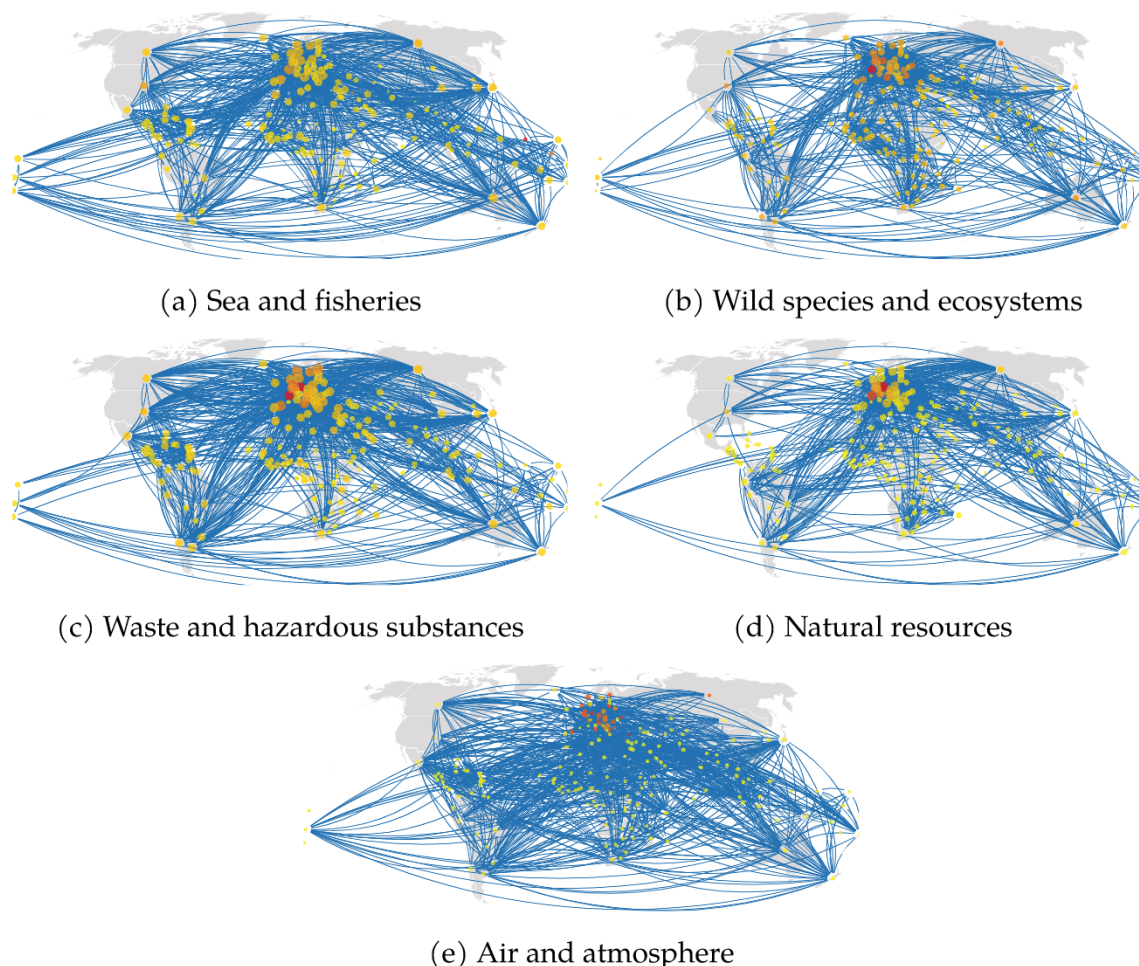 (a) Sea and fisheries
(b) Wild species and ecosystems
(c) Waste and hazardous substances
(d) Natural resources
(e) Air and atmosphere